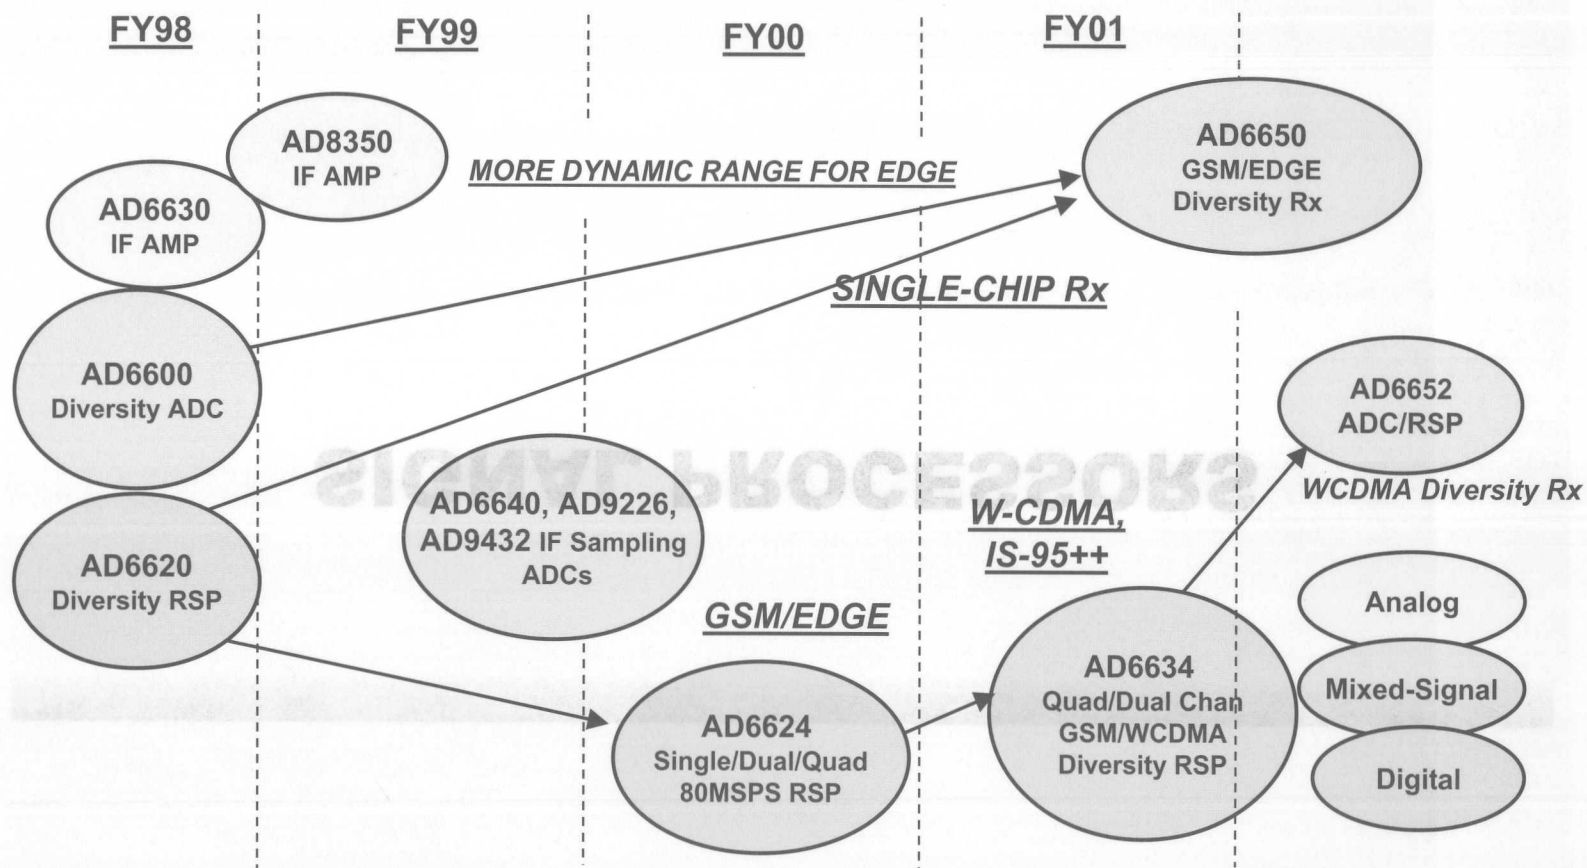 FY98
FY99
FY00
FY01
AD8350
IF AMP
AD6630
IF AMP
MORE DYNAMIC RANGE FOR EDGE
AD6650
GSM/EDGE
Diversity Rx
SINGLE-CHIP Rx
AD6600
Diversity ADC
AD6652
ADC/RSP
WCDMA Diversity Rx
SIGNAL PROCESSORS
AD6640, AD9226,
AD9432 IF Sampling
ADCs
W-CDMA,
IS-95++
AD6620
Diversity RSP
GSM/EDGE
AD6624
Single/Dual/Quad
80MSPS RSP
AD6634
Quad/Dual Chan
GSM/WCDMA
Diversity RSP
Analog
Mixed-Signal
Digital